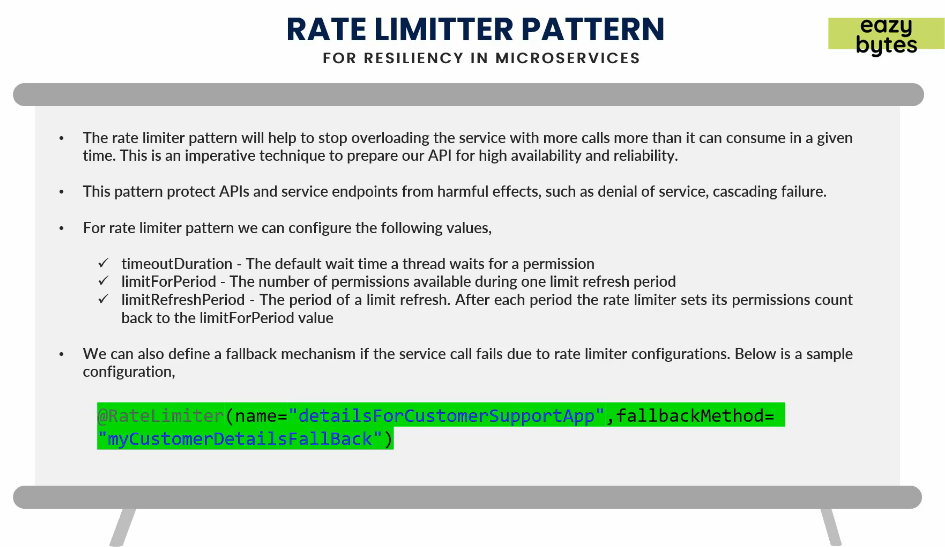 RATE LIMITTER PATTERN
eazy
bytes
FOR RESILIENCY IN MICROSERVICES
• The rate limiter pattern will help to stop overloading the service with more calls more than it can consume in a given
time. This is an imperative technique to prepare our API for high availability and reliability.
• This pattern protect APIs and service endpoints from harmful effects, such as denial of service, cascading failure.
• For rate limiter pattern we can configure the following values,
✓ timeoutDuration - The default wait time a thread waits for a permission
✓ limitForPeriod - The number of permissions available during one limit refresh period
✓ limitRefreshPeriod - The period of a limit refresh. After each period the rate limiter sets its permissions count
back to the limitForPeriod value
• We can also define a fallback mechanism if the service call fails due to rate limiter configurations. Below is a sample
configuration,
@RateLimiter(name="detailsForCustomerSupportApp",fallbackMethod=
"myCustomerDetailsFallBack")